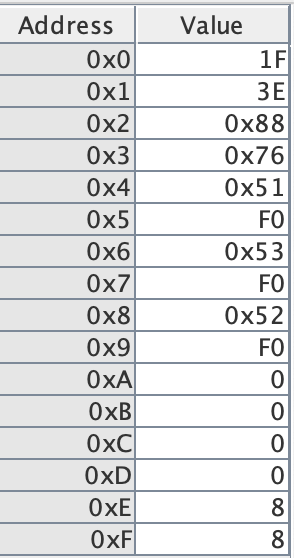 Address Value
0x0 1F
0x1 3E
0x2 0x88
0x3 0x76
0x4 0x51
0x5 F0
0x6 0x53
0x7 F0
0x8 0x52
0x9 F0
0xA 0
0xB 0
0xC 0
0xD 0
0xE 8
0xF 8